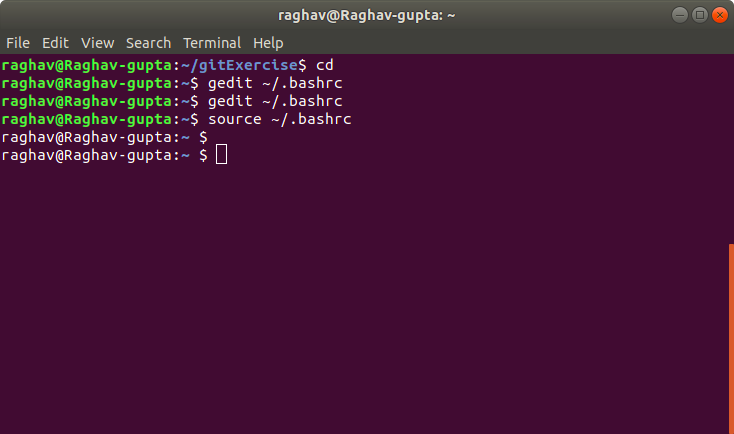 raghav@Raghav-gupta: ~
File Edit View Search Terminal Help
raghav@Raghav-gupta:~/gitExercise$ cd
raghav@Raghav-gupta:~$ gedit ~/.bashrc
raghav@Raghav-gupta:~$ gedit ~/.bashrc
raghav@Raghav-gupta:~$ source ~/.bashrc
raghav@Raghav-gupta:~ $
raghav@Raghav-gupta:~ $